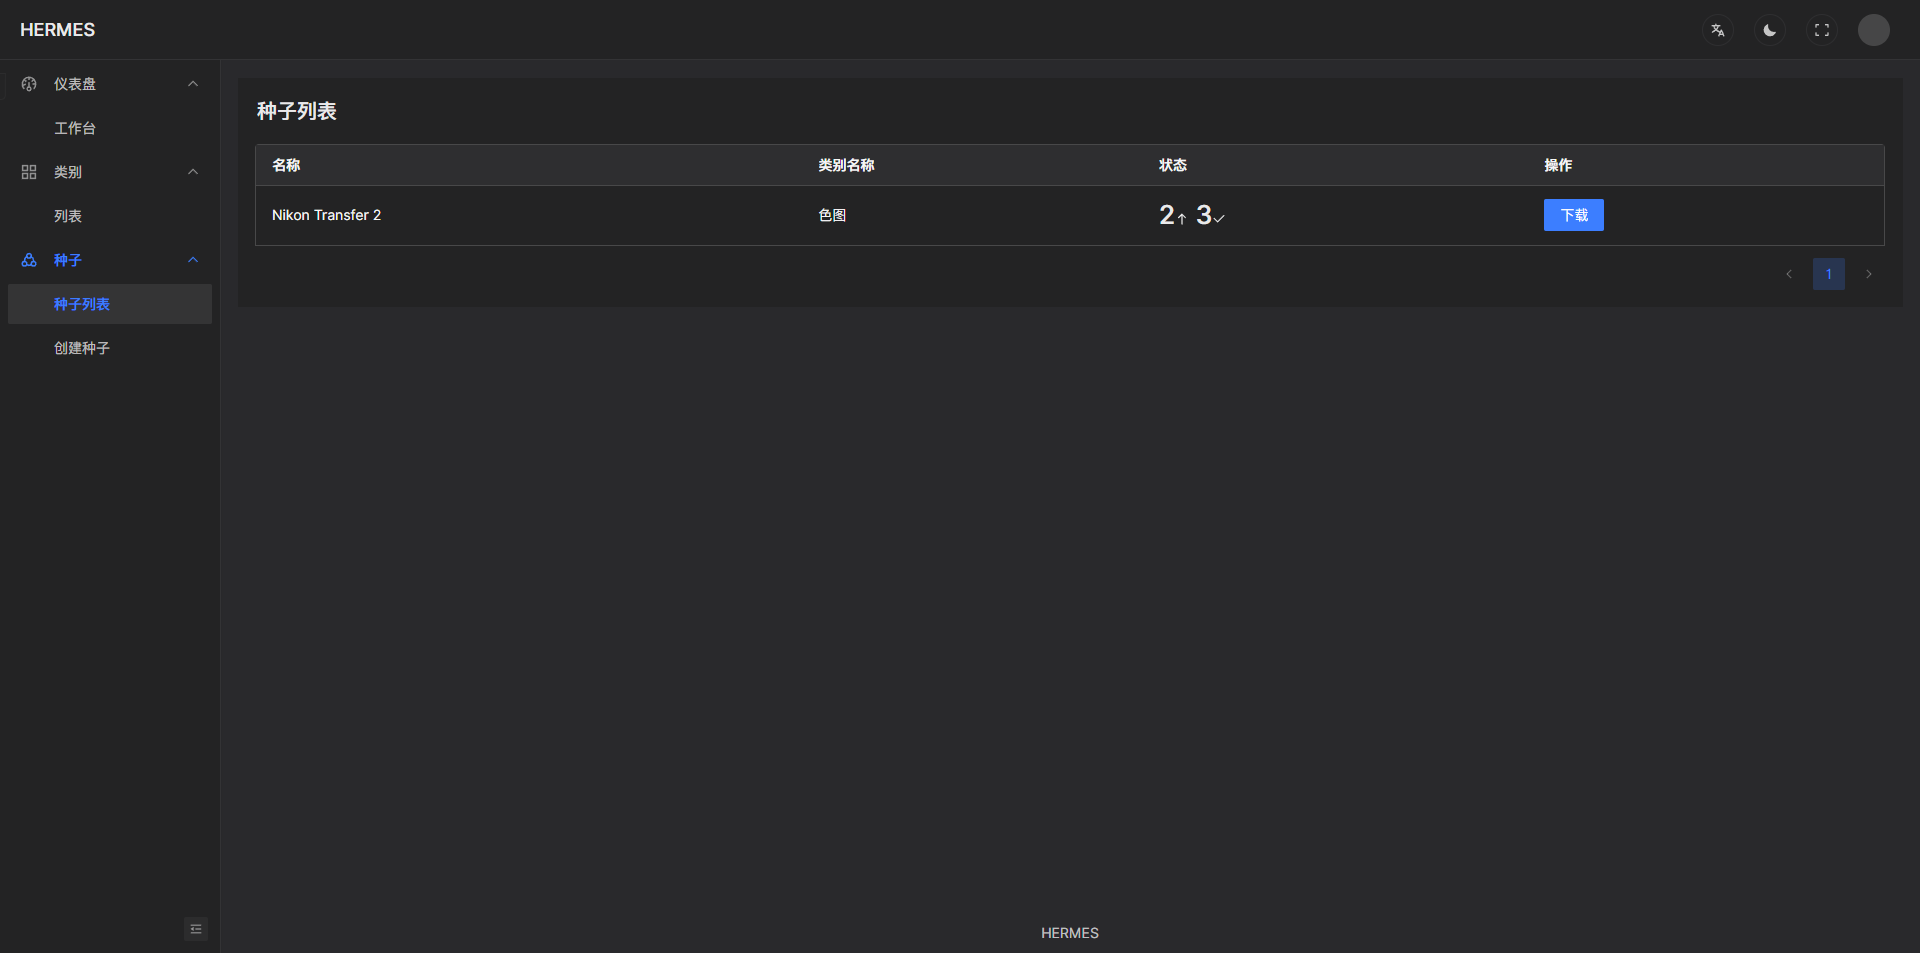 HERMES
仪表盘
工作台
类别
列表
种子
种子列表
创建种子
种子列表
名称 类别名称 状态 操作
Nikon Transfer 2 色图 2↑ 3✓ 下载
1
HERMES